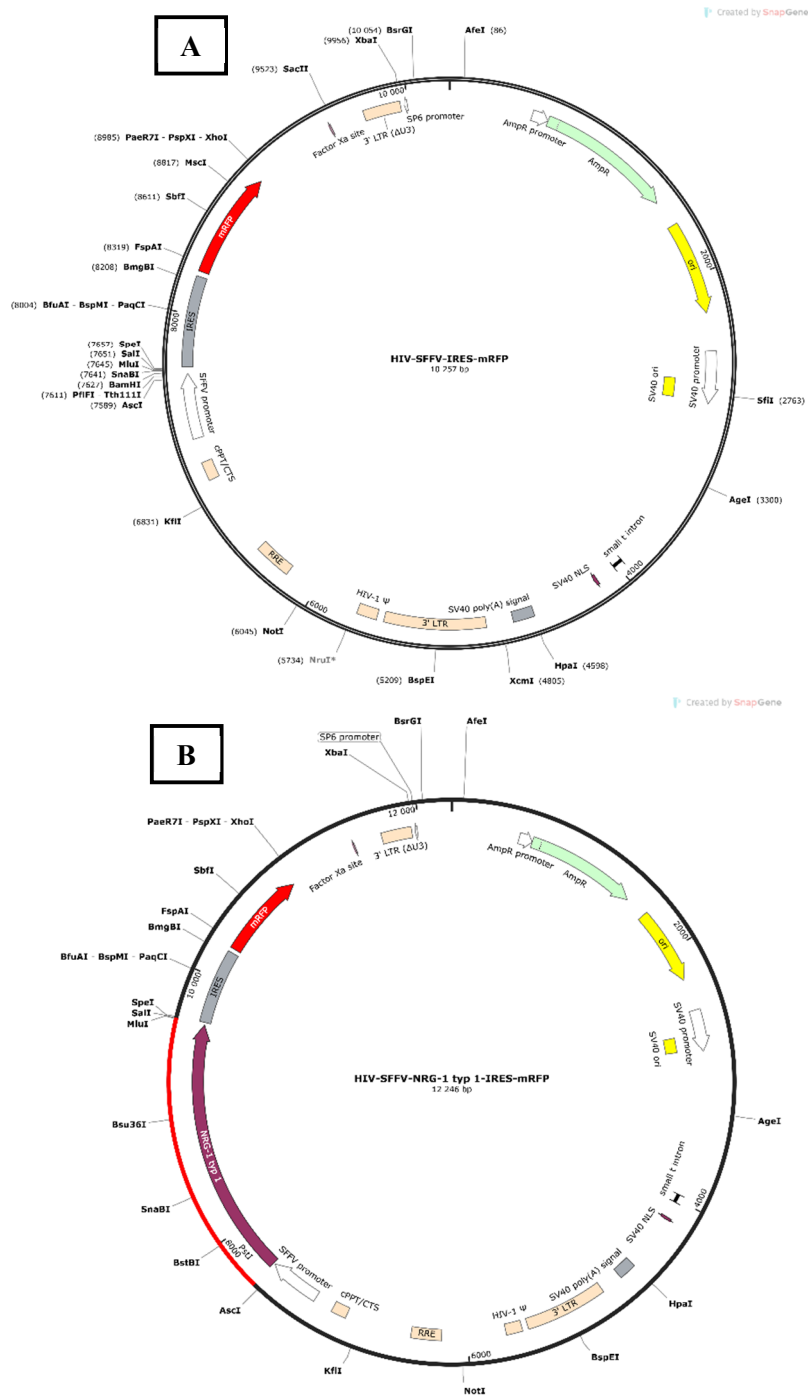 Created by SnapGene
A
(10 054) BsrGI
AfeI (86)
(9956) XbaI
(9523) SacII
10 000
SP6 promoter
3' LTR (ΔU3)
Factor Xa site
AmpR promoter
AmpR
(8985) PaeR7I - PspXI - XhoI
(8817) MscI
(8611) SbfI
mRFP
ori
2000
(8319) FspAI
(8208) BmgBI
(8004) BfuAI - BspMI - PaqCI
8000
IRES
(7657) SpeI
(7651) SalI
(7645) MluI
(7641) SnaBI
(7627) BamHI
(7611) PflFI - Tth111I
(7589) AscI
HIV-SFFV-IRES-mRFP
10 257 bp
SFFV promoter
SV40 ori
SV40 promoter
SfiI (2763)
cPPT/CTS
(6831) KflI
AgeI (3300)
RRE
small t intron
SV40 NLS
4000
HIV-1 Ψ
SV40 poly(A) signal
3' LTR
6000
(6045) NotI
(5734) NruI*
HpaI (4598)
(5209) BspEI
XcmI (4805)
Created by SnapGene
B
BsrGI
AfeI
SP6 promoter
XbaI
12 000
PaeR7I - PspXI - XhoI
3' LTR (ΔU3)
Factor Xa site
AmpR promoter
AmpR
SbfI
mRFP
FspAI
BmgBI
ori
2000
BfuAI - BspMI - PaqCI
10 000
IRES
SpeI
SalI
MluI
SV40 promoter
SV40 ori
HIV-SFFV-NRG-1 typ 1-IRES-mRFP
12 246 bp
Bsu36I
AgeI
NRG-1 typ 1
SnaBI
small t intron
4000
SV40 NLS
BstBI
8000
PstI
SFFV promoter
AscI
cPPT/CTS
SV40 poly(A) signal
HpaI
HIV-1 Ψ
3' LTR
RRE
KflI
6000
BspEI
NotI